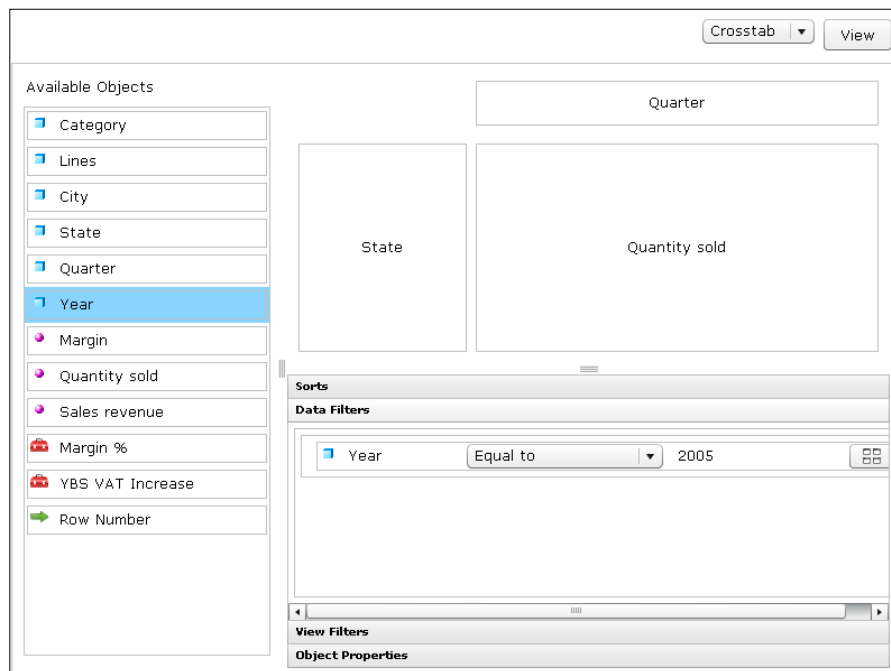 Crosstab
View
Available Objects
Category
Lines
City
State
Quarter
Year
Margin
Quantity sold
Sales revenue
Margin %
YBS VAT Increase
Row Number
Quarter
State
Quantity sold
Sorts
Data Filters
Year Equal to 2005
View Filters
Object Properties